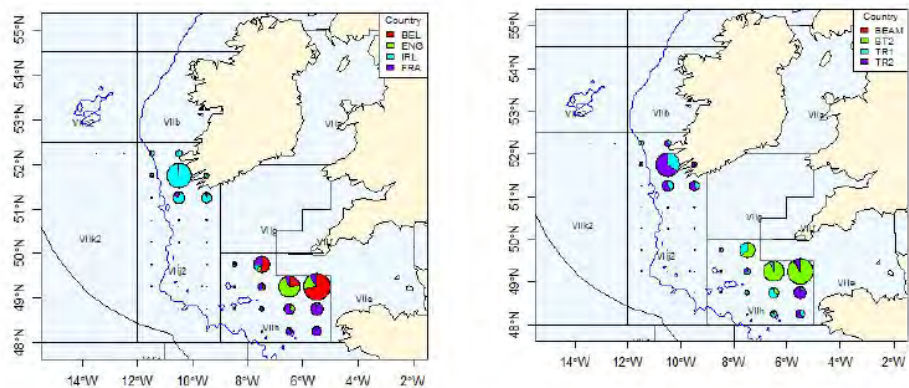 Country
BEL
ENG
IRL
FRA
55°N
54°N
53°N
52°N
51°N
50°N
49°N
48°N
VIIb
VIIa
VIIg
VIIk2
VIIj2
VIIe
VIIh
14°W
12°W
10°W
8°W
6°W
4°W
2°W
Country
BEAM
BT2
TR1
TR2
55°N
54°N
53°N
52°N
51°N
50°N
49°N
48°N
VIIb
VIIa
VIIg
VIIk2
VIIj2
VIIe
VIIh
14°W
12°W
10°W
8°W
6°W
4°W
2°W